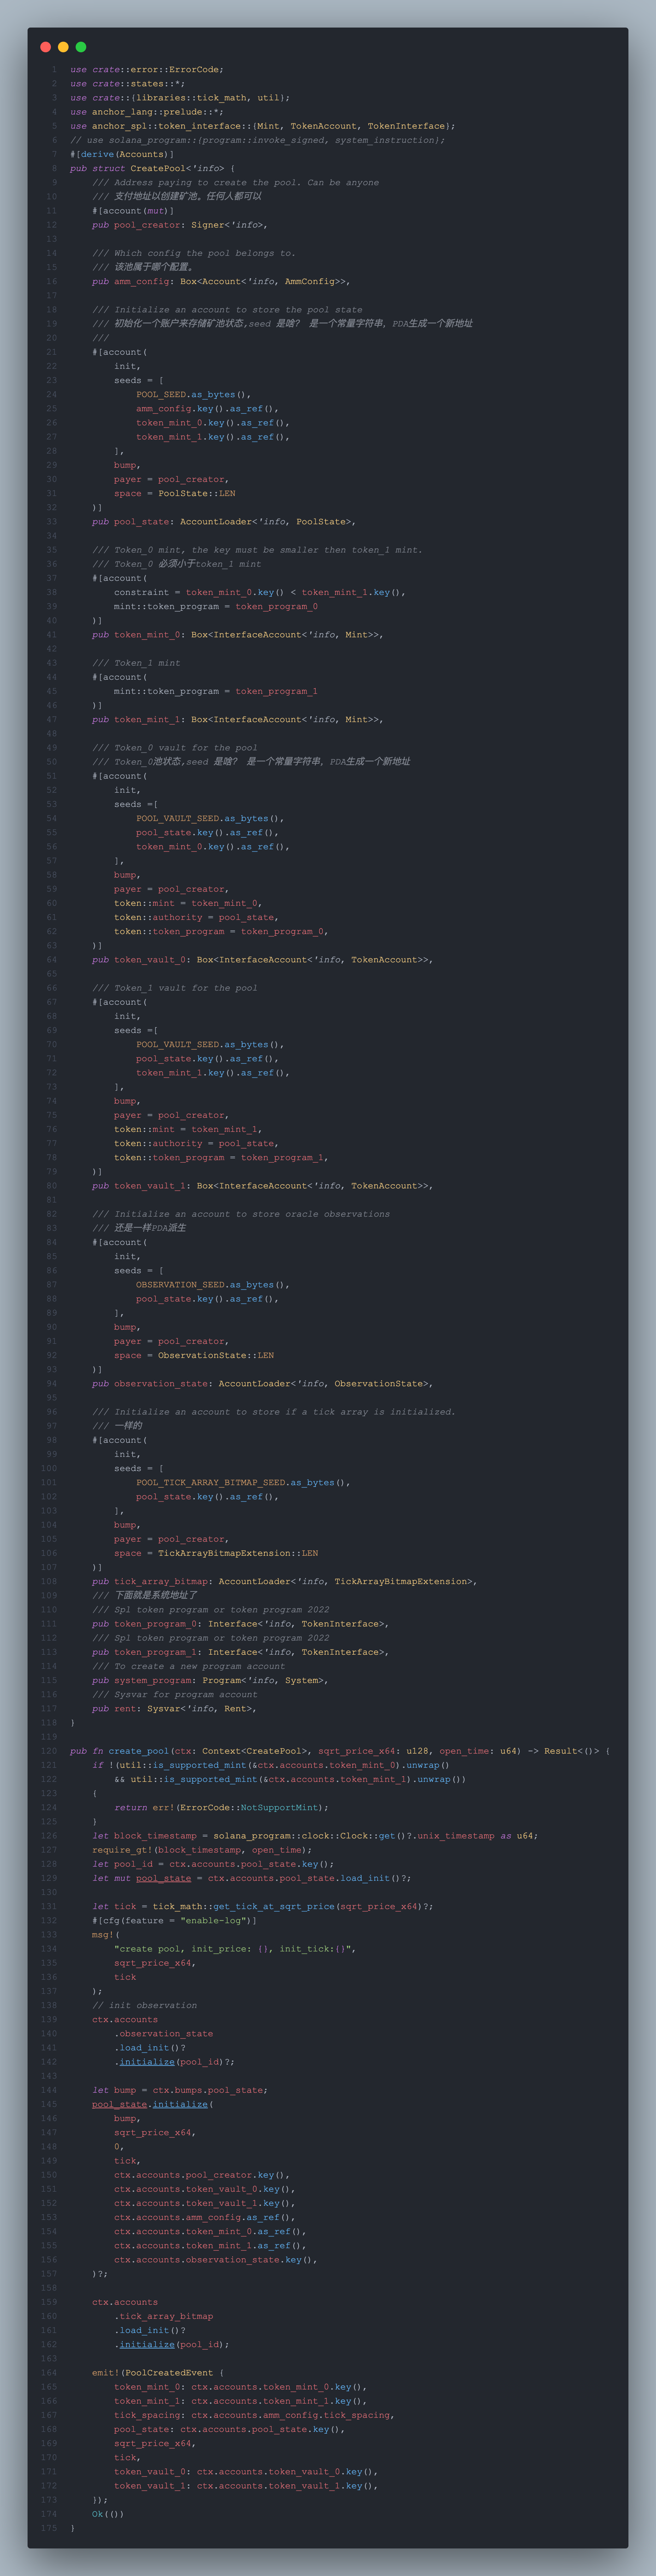 1 use crate::error::ErrorCode;
2 use crate::states::*;
3 use crate::{libraries::tick_math, util};
4 use anchor_lang::prelude::*;
5 use anchor_spl::token_interface::{Mint, TokenAccount, TokenInterface};
6 // use solana_program::{program::invoke_signed, system_instruction};
7 #[derive(Accounts)]
8 pub struct CreatePool<'info> {
9     /// Address paying to create the pool. Can be anyone
10     /// 支付地址以创建矿池。任何人都可以
11     #[account(mut)]
12     pub pool_creator: Signer<'info>,
13
14     /// Which config the pool belongs to.
15     /// 该池属于哪个配置。
16     pub amm_config: Box<Account<'info, AmmConfig>>,
17
18     /// Initialize an account to store the pool state
19     /// 初始化一个账户来存储矿池状态,seed 是啥？ 是一个常量字符串，PDA生成一个新地址
20     ///
21     #[account(
22         init,
23         seeds = [
24             POOL_SEED.as_bytes(),
25             amm_config.key().as_ref(),
26             token_mint_0.key().as_ref(),
27             token_mint_1.key().as_ref(),
28         ],
29         bump,
30         payer = pool_creator,
31         space = PoolState::LEN
32     )]
33     pub pool_state: AccountLoader<'info, PoolState>,
34
35     /// Token_0 mint, the key must be smaller then token_1 mint.
36     /// Token_0 必须小于token_1 mint
37     #[account(
38         constraint = token_mint_0.key() < token_mint_1.key(),
39         mint::token_program = token_program_0
40     )]
41     pub token_mint_0: Box<InterfaceAccount<'info, Mint>>,
42
43     /// Token_1 mint
44     #[account(
45         mint::token_program = token_program_1
46     )]
47     pub token_mint_1: Box<InterfaceAccount<'info, Mint>>,
48
49     /// Token_0 vault for the pool
50     /// Token_0池状态,seed 是啥？ 是一个常量字符串，PDA生成一个新地址
51     #[account(
52         init,
53         seeds =[
54             POOL_VAULT_SEED.as_bytes(),
55             pool_state.key().as_ref(),
56             token_mint_0.key().as_ref(),
57         ],
58         bump,
59         payer = pool_creator,
60         token::mint = token_mint_0,
61         token::authority = pool_state,
62         token::token_program = token_program_0,
63     )]
64     pub token_vault_0: Box<InterfaceAccount<'info, TokenAccount>>,
65
66     /// Token_1 vault for the pool
67     #[account(
68         init,
69         seeds =[
70             POOL_VAULT_SEED.as_bytes(),
71             pool_state.key().as_ref(),
72             token_mint_1.key().as_ref(),
73         ],
74         bump,
75         payer = pool_creator,
76         token::mint = token_mint_1,
77         token::authority = pool_state,
78         token::token_program = token_program_1,
79     )]
80     pub token_vault_1: Box<InterfaceAccount<'info, TokenAccount>>,
81
82     /// Initialize an account to store oracle observations
83     /// 还是一样PDA派生
84     #[account(
85         init,
86         seeds = [
87             OBSERVATION_SEED.as_bytes(),
88             pool_state.key().as_ref(),
89         ],
90         bump,
91         payer = pool_creator,
92         space = ObservationState::LEN
93     )]
94     pub observation_state: AccountLoader<'info, ObservationState>,
95
96     /// Initialize an account to store if a tick array is initialized.
97     /// 一样的
98     #[account(
99         init,
100         seeds = [
101             POOL_TICK_ARRAY_BITMAP_SEED.as_bytes(),
102             pool_state.key().as_ref(),
103         ],
104         bump,
105         payer = pool_creator,
106         space = TickArrayBitmapExtension::LEN
107     )]
108     pub tick_array_bitmap: AccountLoader<'info, TickArrayBitmapExtension>,
109     /// 下面就是系统地址了
110     /// Spl token program or token program 2022
111     pub token_program_0: Interface<'info, TokenInterface>,
112     /// Spl token program or token program 2022
113     pub token_program_1: Interface<'info, TokenInterface>,
114     /// To create a new program account
115     pub system_program: Program<'info, System>,
116     /// Sysvar for program account
117     pub rent: Sysvar<'info, Rent>,
118 }
119
120 pub fn create_pool(ctx: Context<CreatePool>, sqrt_price_x64: u128, open_time: u64) -> Result<()> {
121     if !(util::is_supported_mint(&ctx.accounts.token_mint_0).unwrap()
122         && util::is_supported_mint(&ctx.accounts.token_mint_1).unwrap())
123     {
124         return err!(ErrorCode::NotSupportMint);
125     }
126     let block_timestamp = solana_program::clock::Clock::get()?.unix_timestamp as u64;
127     require_gt!(block_timestamp, open_time);
128     let pool_id = ctx.accounts.pool_state.key();
129     let mut pool_state = ctx.accounts.pool_state.load_init()?;
130
131     let tick = tick_math::get_tick_at_sqrt_price(sqrt_price_x64)?;
132     #[cfg(feature = "enable-log")]
133     msg!(
134         "create pool, init_price: {}, init_tick:{}",
135         sqrt_price_x64,
136         tick
137     );
138     // init observation
139     ctx.accounts
140         .observation_state
141         .load_init()?
142         .initialize(pool_id)?;
143
144     let bump = ctx.bumps.pool_state;
145     pool_state.initialize(
146         bump,
147         sqrt_price_x64,
148         0,
149         tick,
150         ctx.accounts.pool_creator.key(),
151         ctx.accounts.token_vault_0.key(),
152         ctx.accounts.token_vault_1.key(),
153         ctx.accounts.amm_config.as_ref(),
154         ctx.accounts.token_mint_0.as_ref(),
155         ctx.accounts.token_mint_1.as_ref(),
156         ctx.accounts.observation_state.key(),
157     )?;
158
159     ctx.accounts
160         .tick_array_bitmap
161         .load_init()?
162         .initialize(pool_id);
163
164     emit!(PoolCreatedEvent {
165         token_mint_0: ctx.accounts.token_mint_0.key(),
166         token_mint_1: ctx.accounts.token_mint_1.key(),
167         tick_spacing: ctx.accounts.amm_config.tick_spacing,
168         pool_state: ctx.accounts.pool_state.key(),
169         sqrt_price_x64,
170         tick,
171         token_vault_0: ctx.accounts.token_vault_0.key(),
172         token_vault_1: ctx.accounts.token_vault_1.key(),
173     });
174     Ok(())
175 }